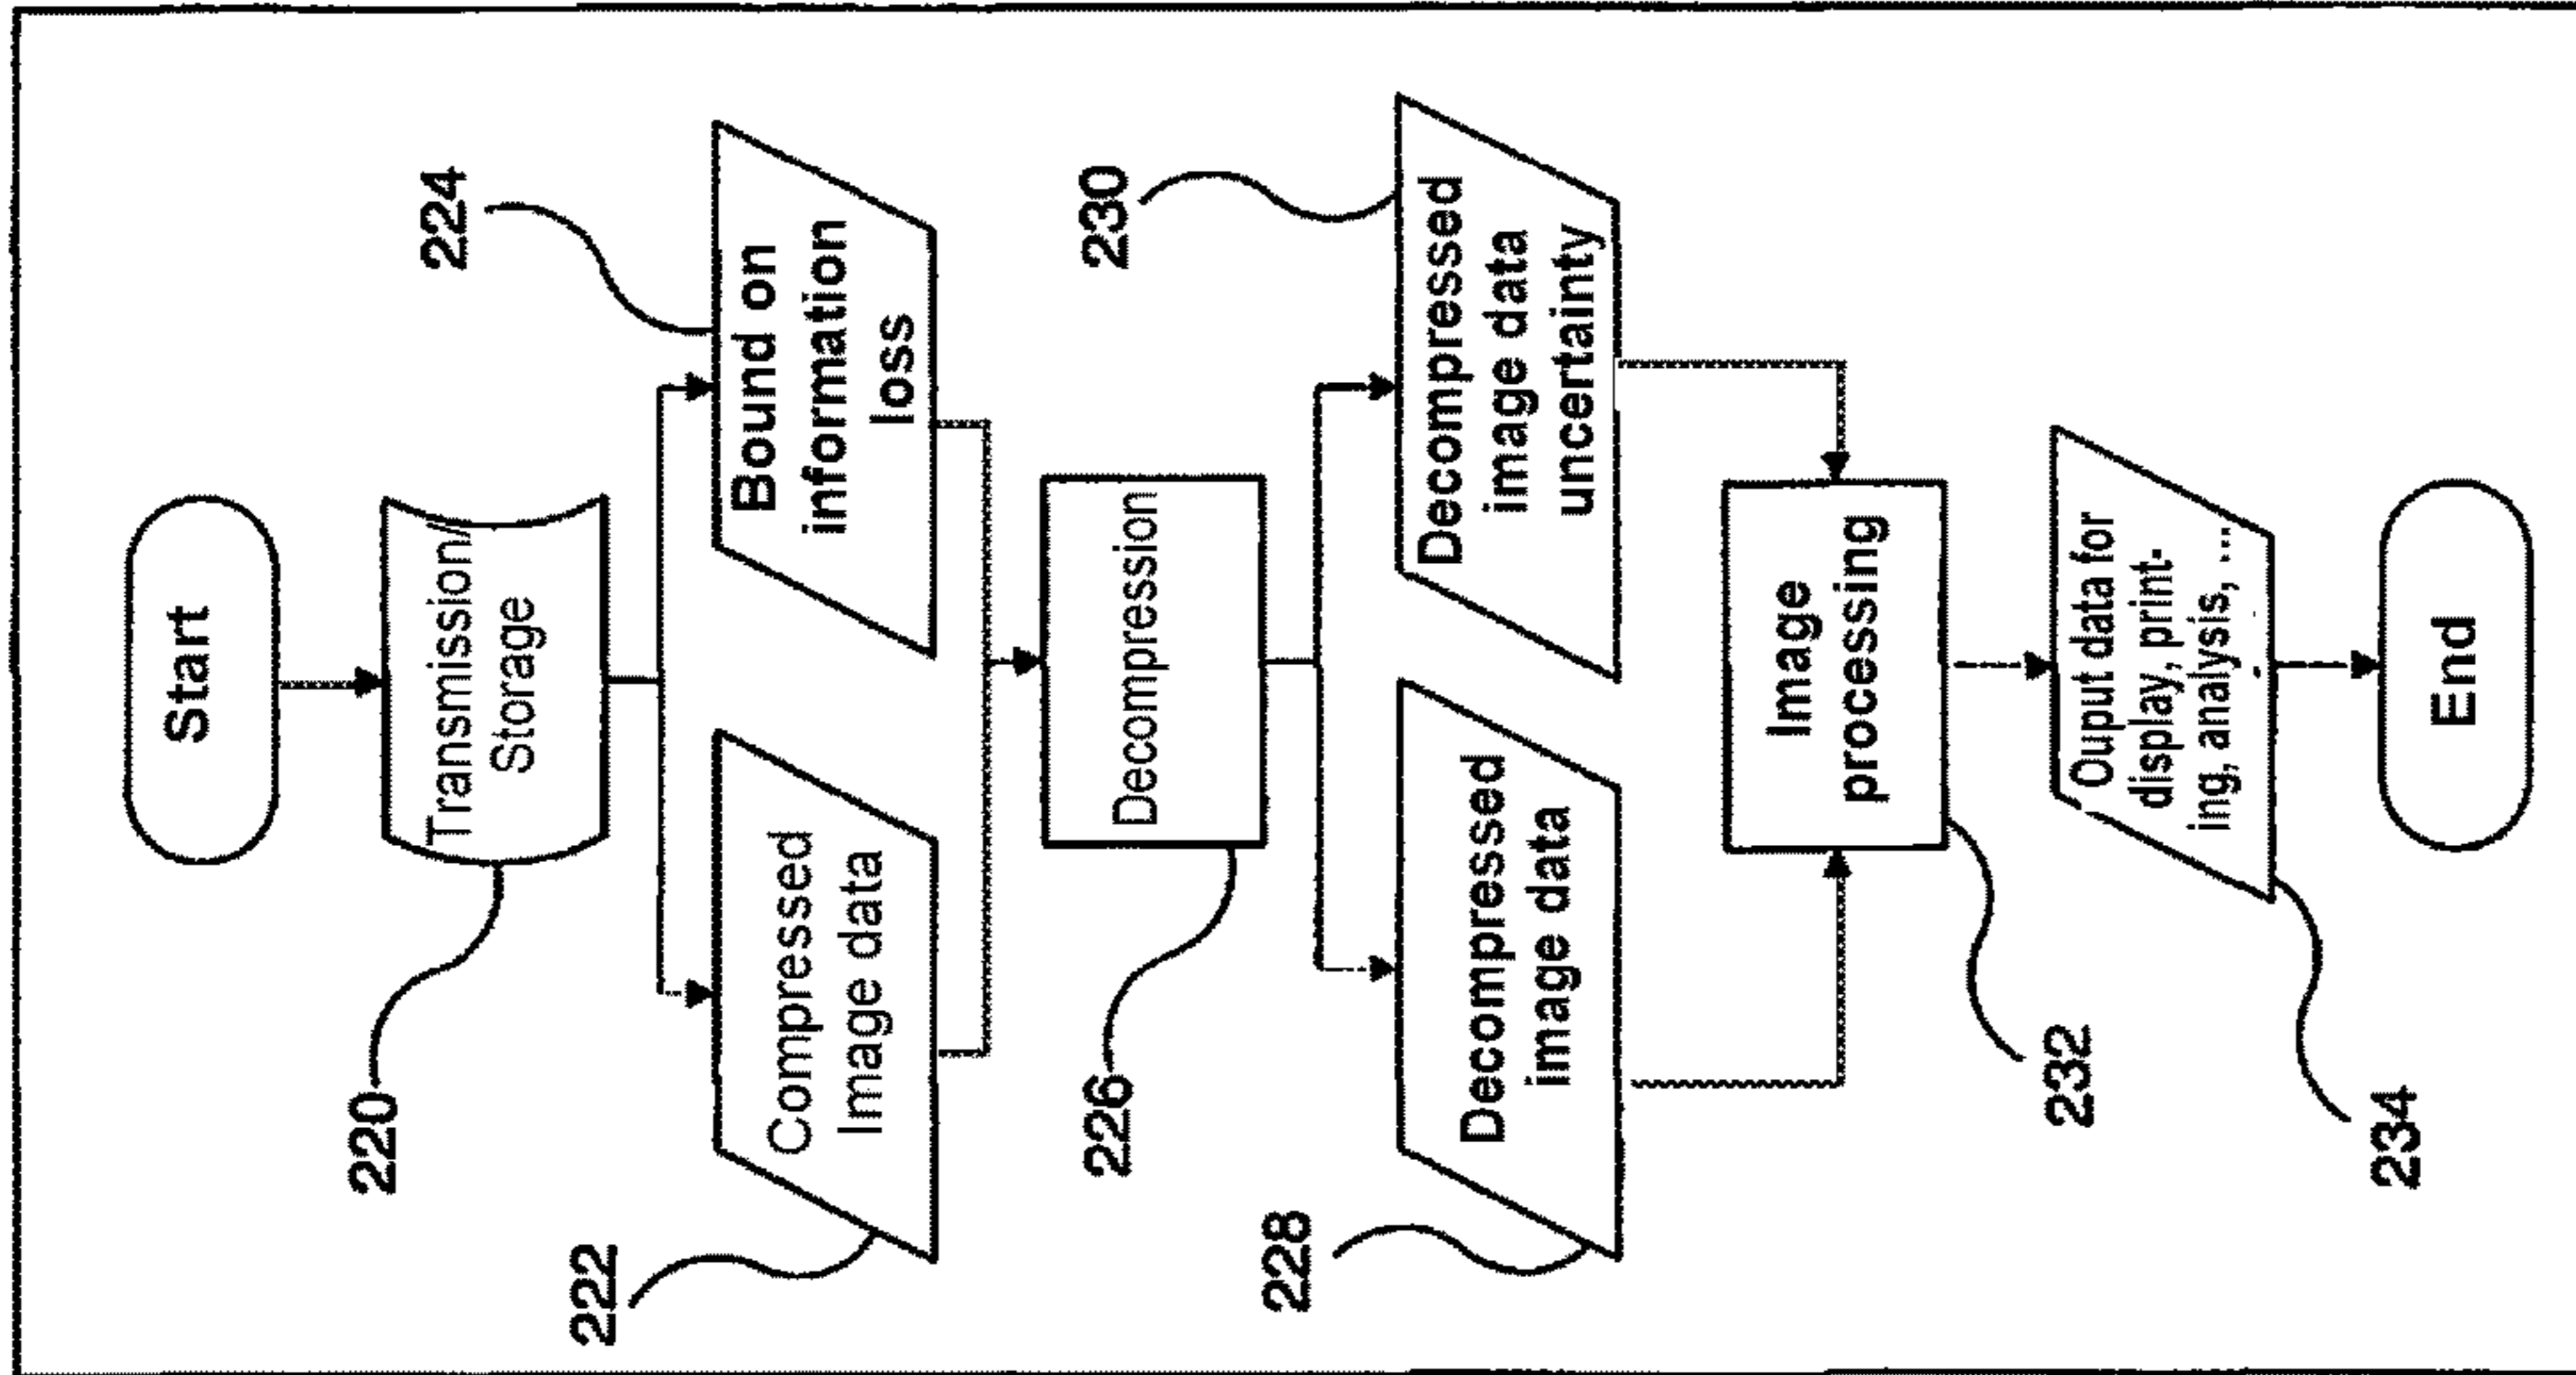 Start
220
Transmission/
Storage
222
Compressed
Image data
224
Bound on
information
loss
226
Decompression
228
Decompressed
image data
230
Decompressed
image data
uncertainty
Image
processing
232
Ouput data for
display, print-
ing, analysis, ...
234
End